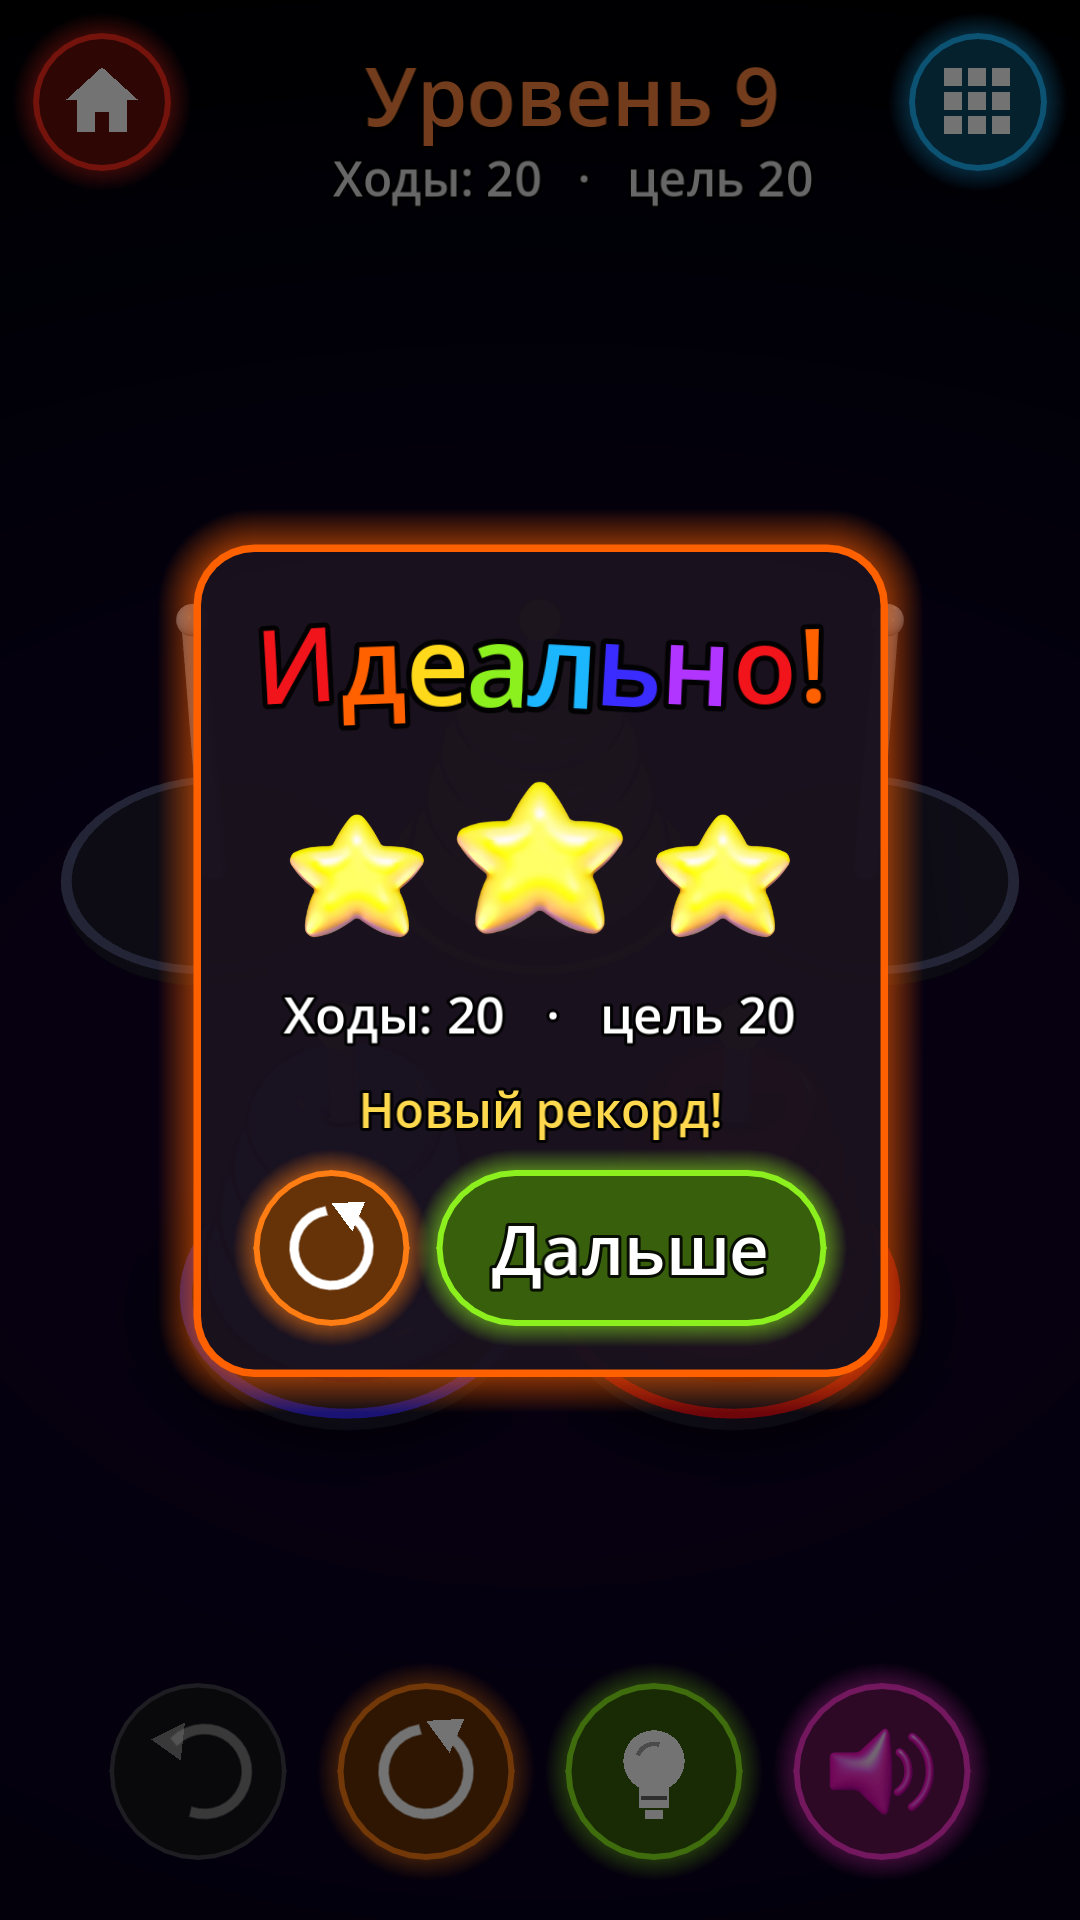 Уровень 9
Ходы: 20 · цель 20
Идеально!
Ходы: 20 · цель 20
Новый рекорд!
Дальше